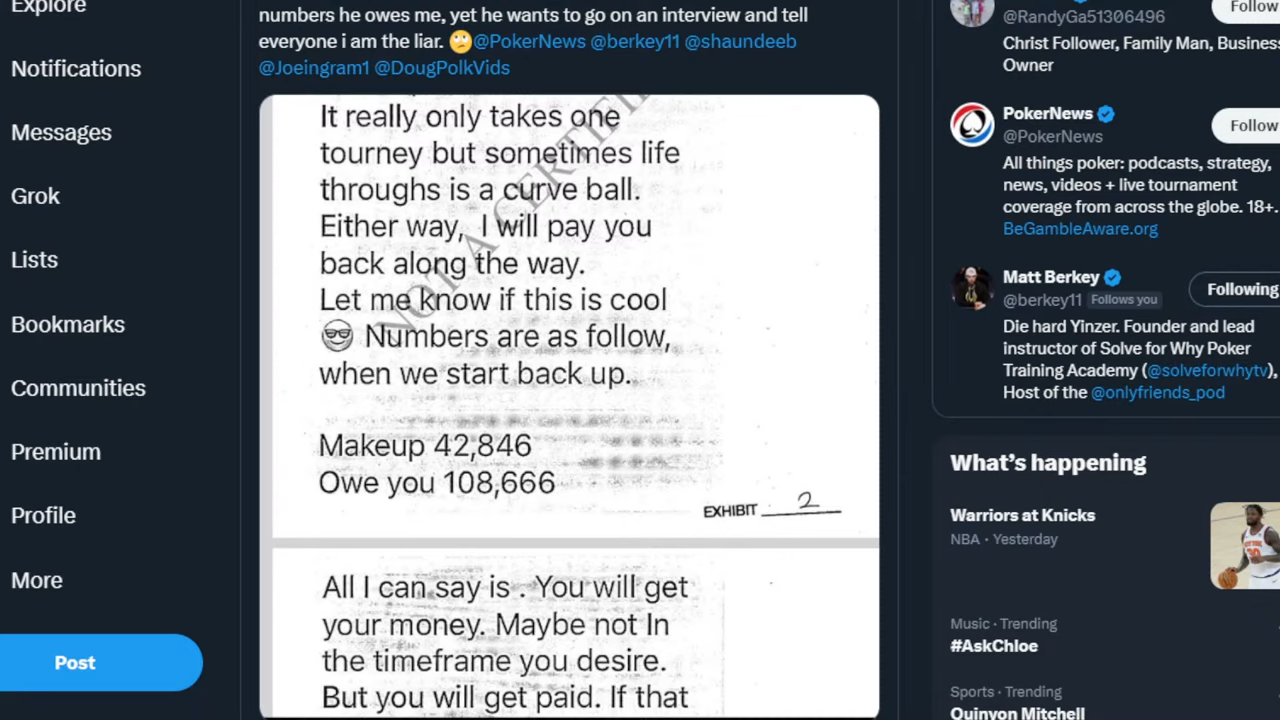 Explore
Notifications
Messages
Grok
Lists
Bookmarks
Communities
Premium
Profile
More
Post
numbers he owes me, yet he wants to go on an interview and tell
everyone i am the liar. 🙄@PokerNews @berkey11 @shaundeeb
@Joeingram1 @DougPolkVids
It really only takes one
tourney but sometimes life
throughs is a curve ball.
Either way, I will pay you
back along the way.
Let me know if this is cool
😎 Numbers are as follow,
when we start back up.
Makeup 42,846
Owe you 108,666
EXHIBIT 2
NOT A CERTIFI
All I can say is . You will get
your money. Maybe not In
the timeframe you desire.
But you will get paid. If that
@RandyGa51306496
Follow
Christ Follower, Family Man, Business
Owner
PokerNews
@PokerNews
Follow
All things poker: podcasts, strategy,
news, videos + live tournament
coverage from across the globe. 18+.
BeGambleAware.org
Matt Berkey
@berkey11 Follows you
Following
Die hard Yinzer. Founder and lead
instructor of Solve for Why Poker
Training Academy (@solveforwhytv),
Host of the @onlyfriends_pod
What's happening
Warriors at Knicks
NBA · Yesterday
Music · Trending
#AskChloe
Sports · Trending
Quinyon Mitchell